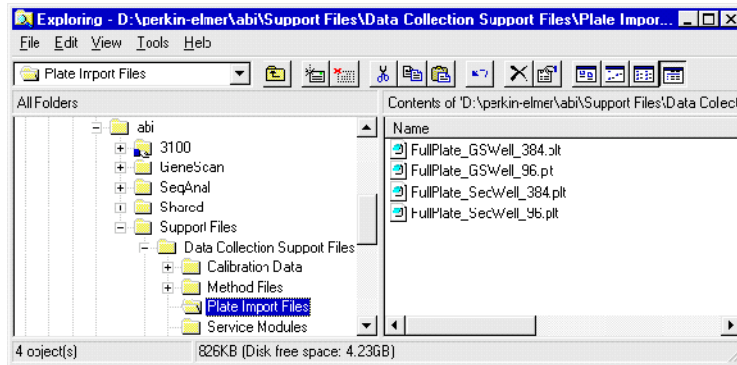 Exploring - D:\perkin-elmer\abi\Support Files\Data Collection Support Files\Plate Impor...
File Edit View Tools Help
Plate Import Files
All Folders
Contents of 'D:\perkin-elmer\abi\Support Files\Data Colect
abi
3100
GeneScan
SeqAnal
Shared
Support Files
Data Collection Support Files
Calibration Data
Method Files
Plate Import Files
Service Modules
Name
FullPlate_GSWell_384.plt
FullPlate_GSWell_96.plt
FullPlate_SecWell_384.plt
FullPlate_SecWell_96.plt
4 object(s)
826KB (Disk free space: 4.23GB)